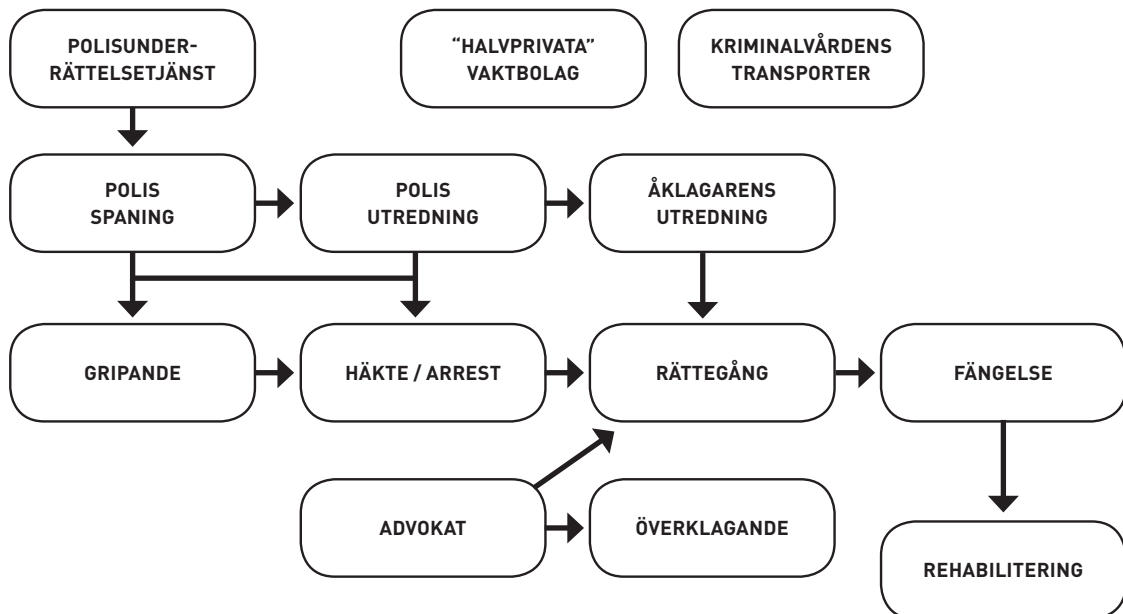 POLISUNDER-
RÄTTELSETJÄNST
“HALVPRIVATA”
VAKTBOLAG
KRIMINALVÅRDENS
TRANSPORTER
POLIS
SPANING
POLIS
UTREDNING
ÅKLAGARENS
UTREDNING
GRIPANDE
HÄKTE / ARREST
RÄTTEGÅNG
FÄNGELSE
ADVOKAT
ÖVERKLAGANDE
REHABILITERING